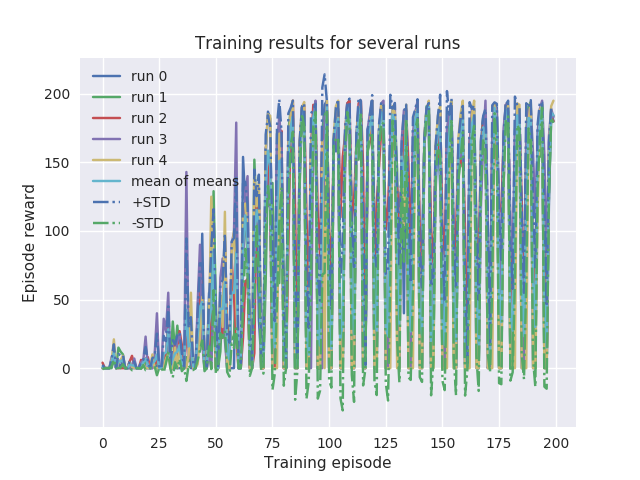 Training results for several runs
run 0
run 1
run 2
run 3
run 4
mean of means
+STD
-STD
200
150
100
50
0
Episode reward
0 25 50 75 100 125 150 175 200
Training episode